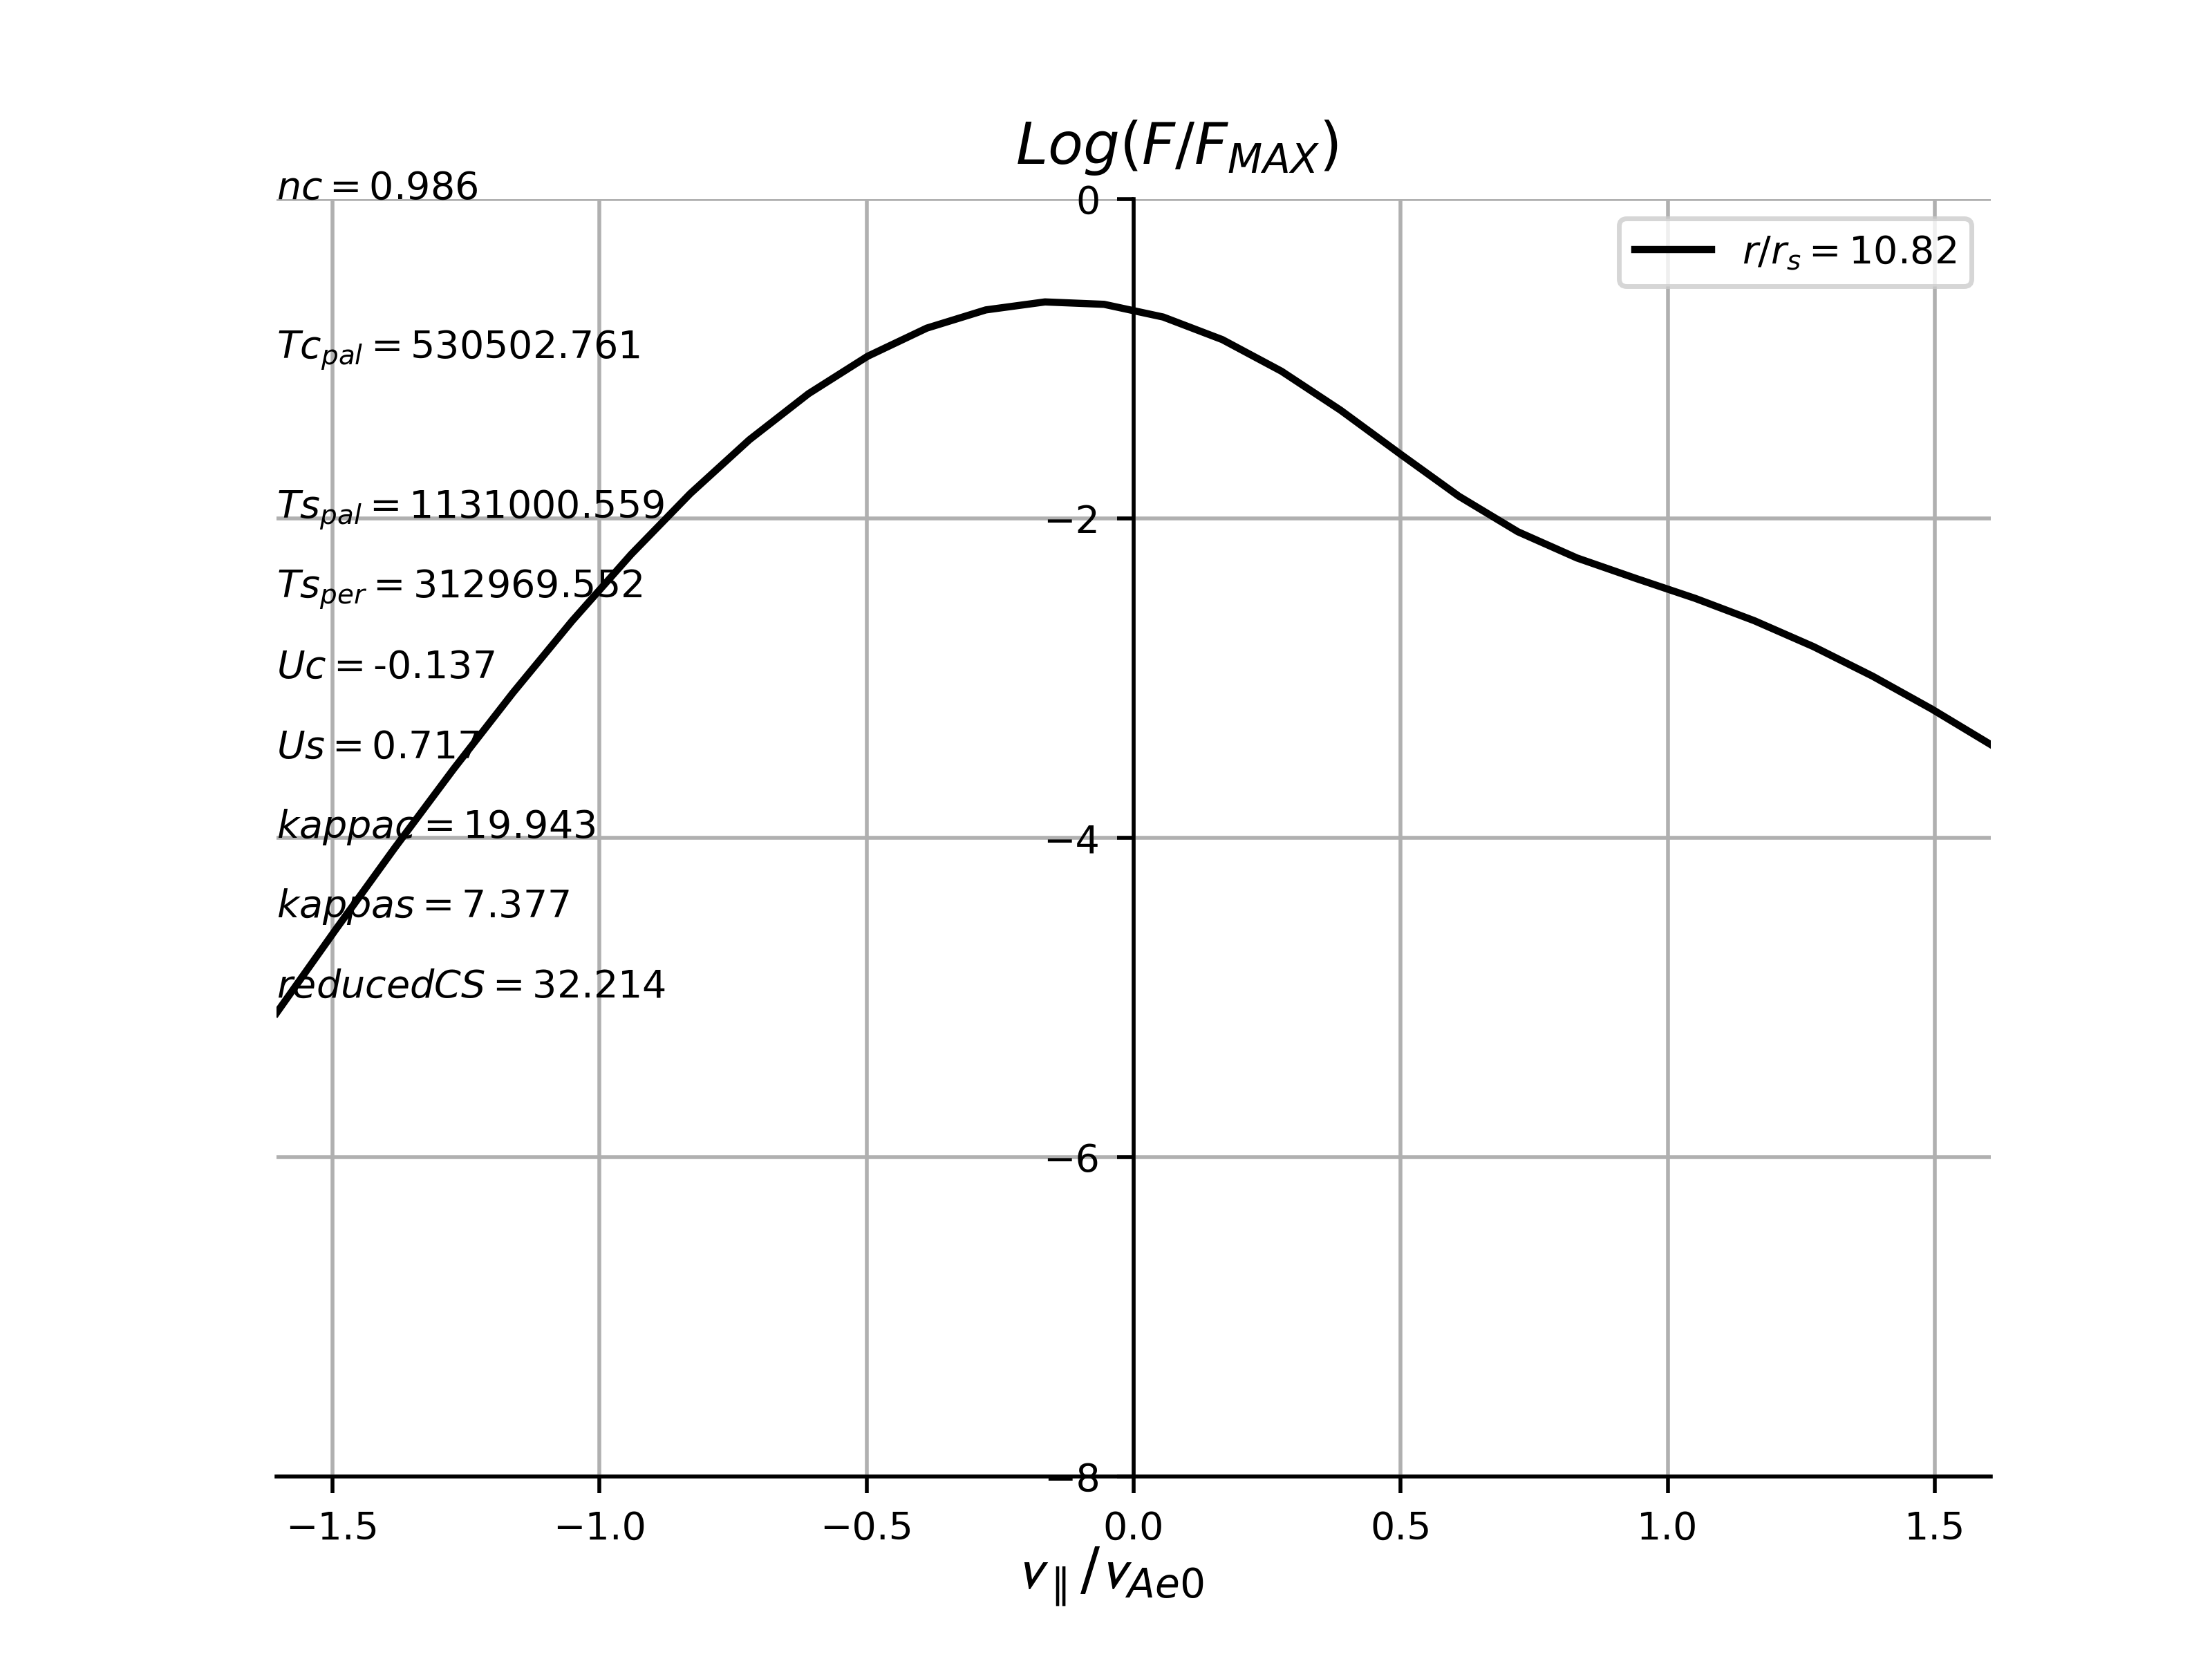 Log(F/F_MAX)
nc = 0.986
0
r/r_s = 10.82
Tc_pal = 530502.761
Ts_pal = 1131000.559
−2
Ts_per = 312969.552
Uc = -0.137
Us = 0.717
kappac = 19.943
−4
kappas = 7.377
reducedCS = 32.214
−6
−8
−1.5 −1.0 −0.5 0.0 0.5 1.0 1.5
v_∥/v_Ae0